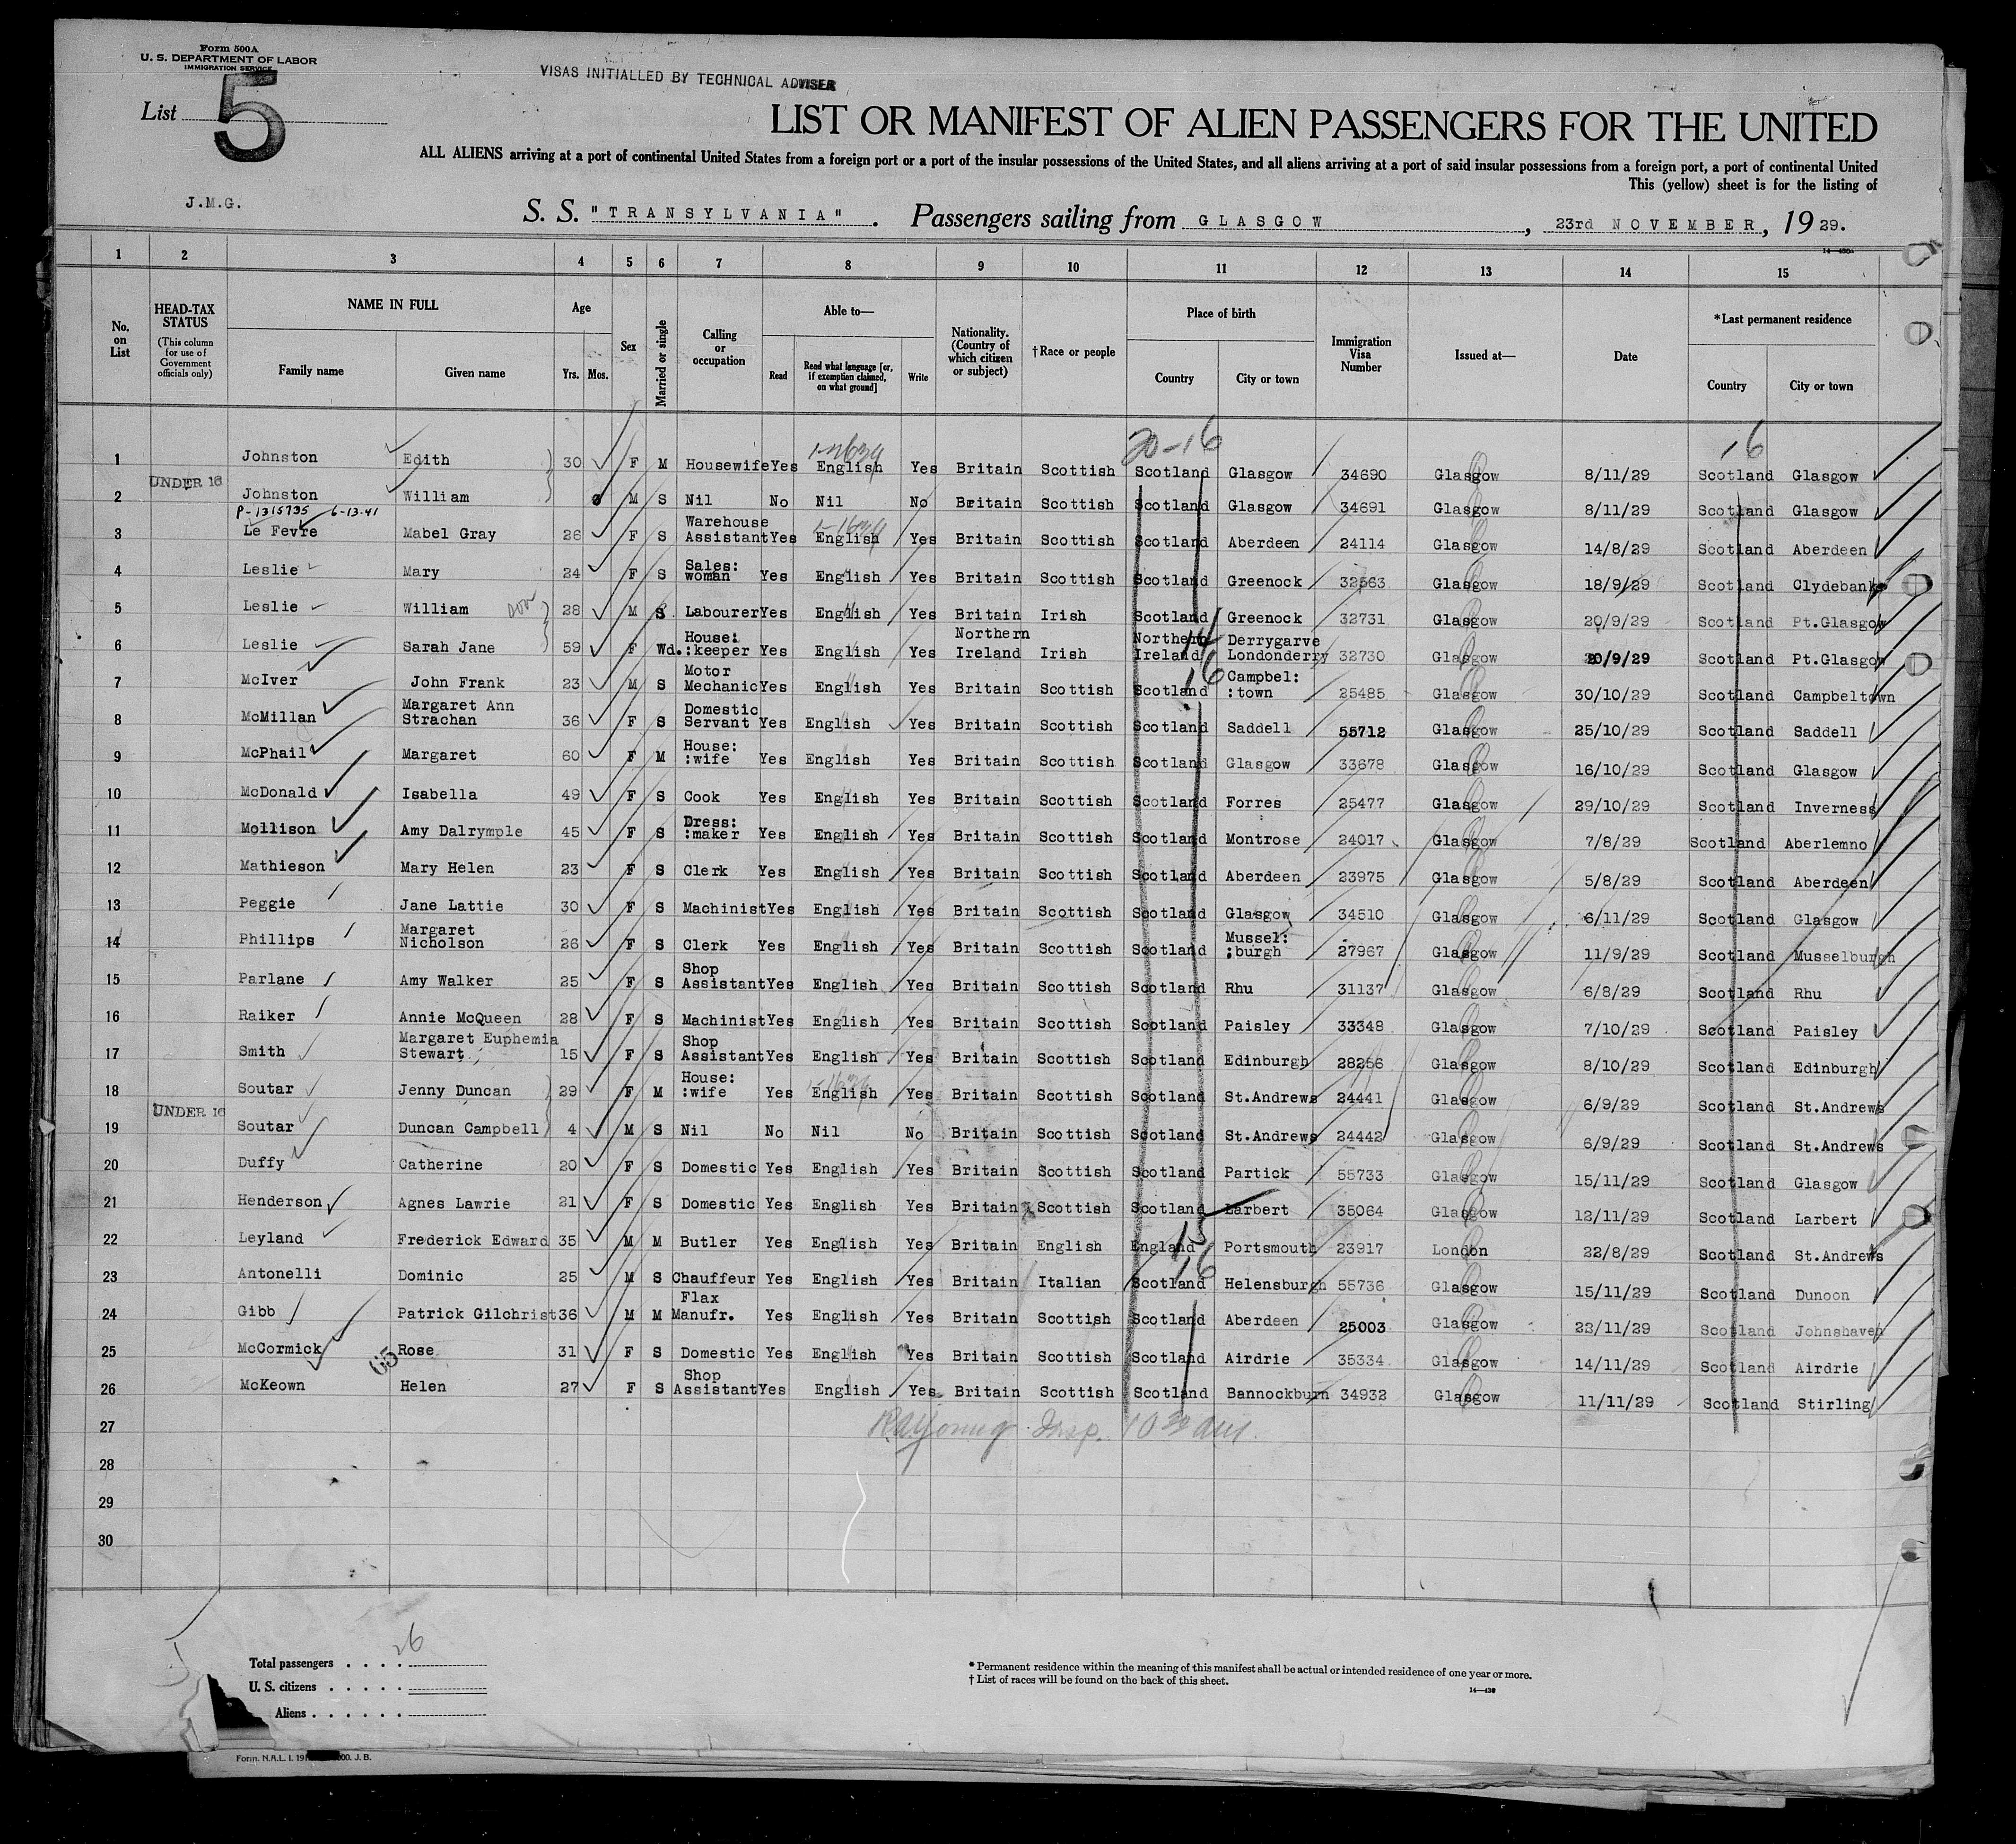 Form 500A
U. S. DEPARTMENT OF LABOR
IMMIGRATION SERVICE
VISAS INITIALLED BY TECHNICAL ADVISER
List 5
LIST OR MANIFEST OF ALIEN PASSENGERS FOR THE UNITED
ALL ALIENS arriving at a port of continental United States from a foreign port or a port of the insular possessions of the United States, and all aliens arriving at a port of said insular possessions from a foreign port, a port of continental United
This (yellow) sheet is for the listing of
J.M.G.
S. S. "TRANSYLVANIA". Passengers sailing from GLASGOW, 23rd NOVEMBER, 1929.
14—430a
1 2 3 4 5 6 7 8 9 10 11 12 13 14 15
No. on List
HEAD-TAX STATUS (This column for use of Government officials only)
NAME IN FULL
Family name
Given name
Age
Yrs. Mos.
Sex
Married or single
Calling or occupation
Able to—
Read
Read what language [or, if exemption claimed, on what ground]
Write
Nationality. (Country of which citizen or subject)
†Race or people
Place of birth
Country
City or town
Immigration Visa Number
Issued at—
Date
*Last permanent residence
Country
City or town
20-16
16
1 Johnston Edith 30 F M Housewife Yes English Yes Britain Scottish Scotland Glasgow 34690 Glasgow 8/11/29 Scotland Glasgow
UNDER 16
2 Johnston William M S Nil No Nil No Britain Scottish Scotland Glasgow 34691 Glasgow 8/11/29 Scotland Glasgow
P-1315735 6-13-41
3 Le Fevre Mabel Gray 26 F S Warehouse Assistant Yes English Yes Britain Scottish Scotland Aberdeen 24114 Glasgow 14/8/29 Scotland Aberdeen
4 Leslie Mary 24 F S Sales: woman Yes English Yes Britain Scottish Scotland Greenock 32563 Glasgow 18/9/29 Scotland Clydebank
5 Leslie William 28 M S Labourer Yes English Yes Britain Irish Scotland Greenock 32731 Glasgow 20/9/29 Scotland Pt.Glasgow
6 Leslie Sarah Jane 59 F Wd. House: :keeper Yes English Yes Northern Ireland Irish Northern Ireland Derrygarve Londonderry 32730 Glasgow 20/9/29 Scotland Pt.Glasgow
7 McIver John Frank 23 M S Motor Mechanic Yes English Yes Britain Scottish Scotland Campbel: :town 25485 Glasgow 30/10/29 Scotland Campbeltown
8 McMillan Margaret Ann Strachan 36 F S Domestic Servant Yes English Yes Britain Scottish Scotland Saddell 55712 Glasgow 25/10/29 Scotland Saddell
9 McPhail Margaret 60 F M House: :wife Yes English Yes Britain Scottish Scotland Glasgow 33678 Glasgow 16/10/29 Scotland Glasgow
10 McDonald Isabella 49 F S Cook Yes English Yes Britain Scottish Scotland Forres 25477 Glasgow 29/10/29 Scotland Inverness
11 Mollison Amy Dalrymple 45 F S Dress: :maker Yes English Yes Britain Scottish Scotland Montrose 24017 Glasgow 7/8/29 Scotland Aberlemno
12 Mathieson Mary Helen 23 F S Clerk Yes English Yes Britain Scottish Scotland Aberdeen 23975 Glasgow 5/8/29 Scotland Aberdeen
13 Peggie Jane Lattie 30 F S Machinist Yes English Yes Britain Scottish Scotland Glasgow 34510 Glasgow 6/11/29 Scotland Glasgow
14 Phillips Margaret Nicholson 26 F S Clerk Yes English Yes Britain Scottish Scotland Mussel: :burgh 27967 Glasgow 11/9/29 Scotland Musselburgh
15 Parlane Amy Walker 25 F S Shop Assistant Yes English Yes Britain Scottish Scotland Rhu 31137 Glasgow 6/8/29 Scotland Rhu
16 Raiker Annie McQueen 28 F S Machinist Yes English Yes Britain Scottish Scotland Paisley 33348 Glasgow 7/10/29 Scotland Paisley
17 Smith Margaret Euphemia Stewart 15 F S Shop Assistant Yes English Yes Britain Scottish Scotland Edinburgh 28256 Glasgow 8/10/29 Scotland Edinburgh
18 Soutar Jenny Duncan 29 F M House: :wife Yes English Yes Britain Scottish Scotland St.Andrews 24441 Glasgow 6/9/29 Scotland St.Andrews
UNDER 16
19 Soutar Duncan Campbell 4 M S Nil No Nil No Britain Scottish Scotland St.Andrews 24442 Glasgow 6/9/29 Scotland St.Andrews
20 Duffy Catherine 20 F S Domestic Yes English Yes Britain Scottish Scotland Partick 55733 Glasgow 15/11/29 Scotland Glasgow
21 Henderson Agnes Lawrie 21 F S Domestic Yes English Yes Britain Scottish Scotland Larbert 35064 Glasgow 12/11/29 Scotland Larbert
22 Leyland Frederick Edward 35 M M Butler Yes English Yes Britain English England Portsmouth 23917 London 22/8/29 Scotland St.Andrews
23 Antonelli Dominic 25 M S Chauffeur Yes English Yes Britain Italian Scotland Helensburgh 55736 Glasgow 15/11/29 Scotland Dunoon
24 Gibb Patrick Gilchrist 36 M M Flax Manufr. Yes English Yes Britain Scottish Scotland Aberdeen 25003 Glasgow 22/11/29 Scotland Johnshaven
25 McCormick Rose 31 F S Domestic Yes English Yes Britain Scottish Scotland Airdrie 35334 Glasgow 14/11/29 Scotland Airdrie
26 McKeown Helen 27 F S Shop Assistant Yes English Yes Britain Scottish Scotland Bannockburn 34932 Glasgow 11/11/29 Scotland Stirling
27
28
29
30
Total passengers . . . . 26
U. S. citizens . . . . .
Aliens . . . . . .
* Permanent residence within the meaning of this manifest shall be actual or intended residence of one year or more.
† List of races will be found on the back of this sheet.
14—430
Form. N.A.L. 1. J. B.